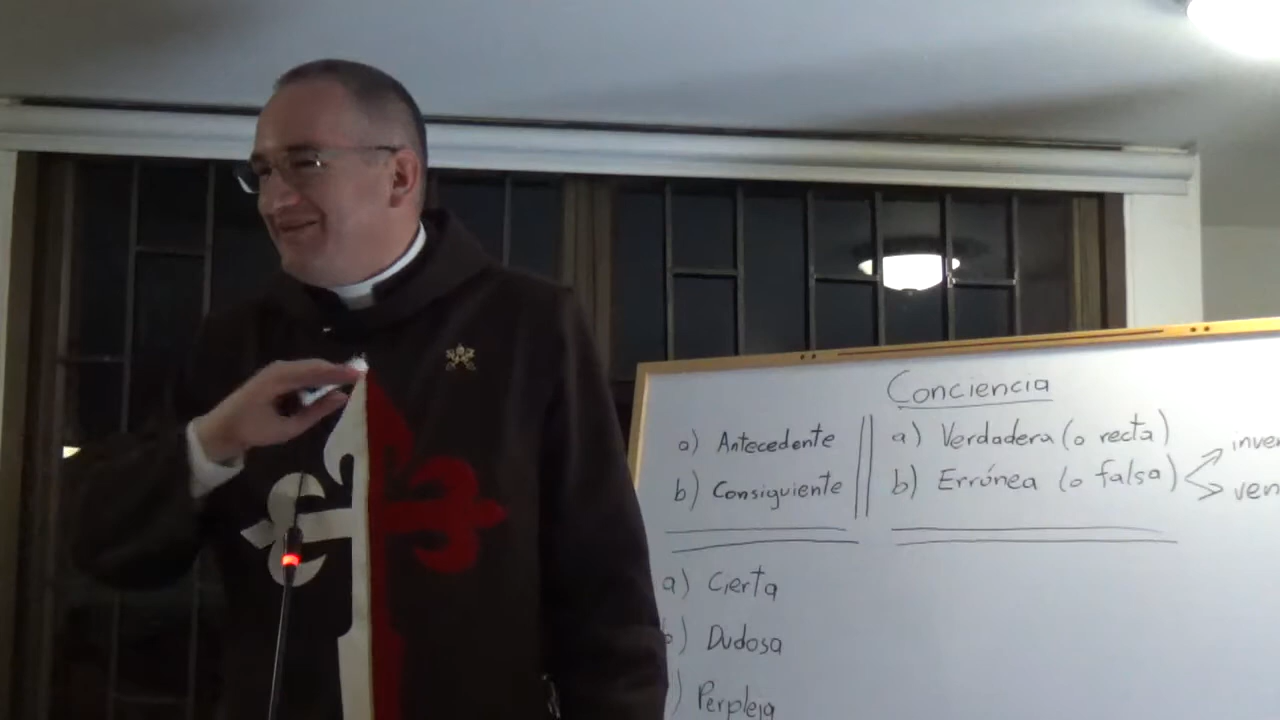 Conciencia
a) Antecedente
b) Consiguiente
a) Verdadera (o recta)
b) Errónea (o falsa)
a) Cierta
b) Dudosa
) Perpleja